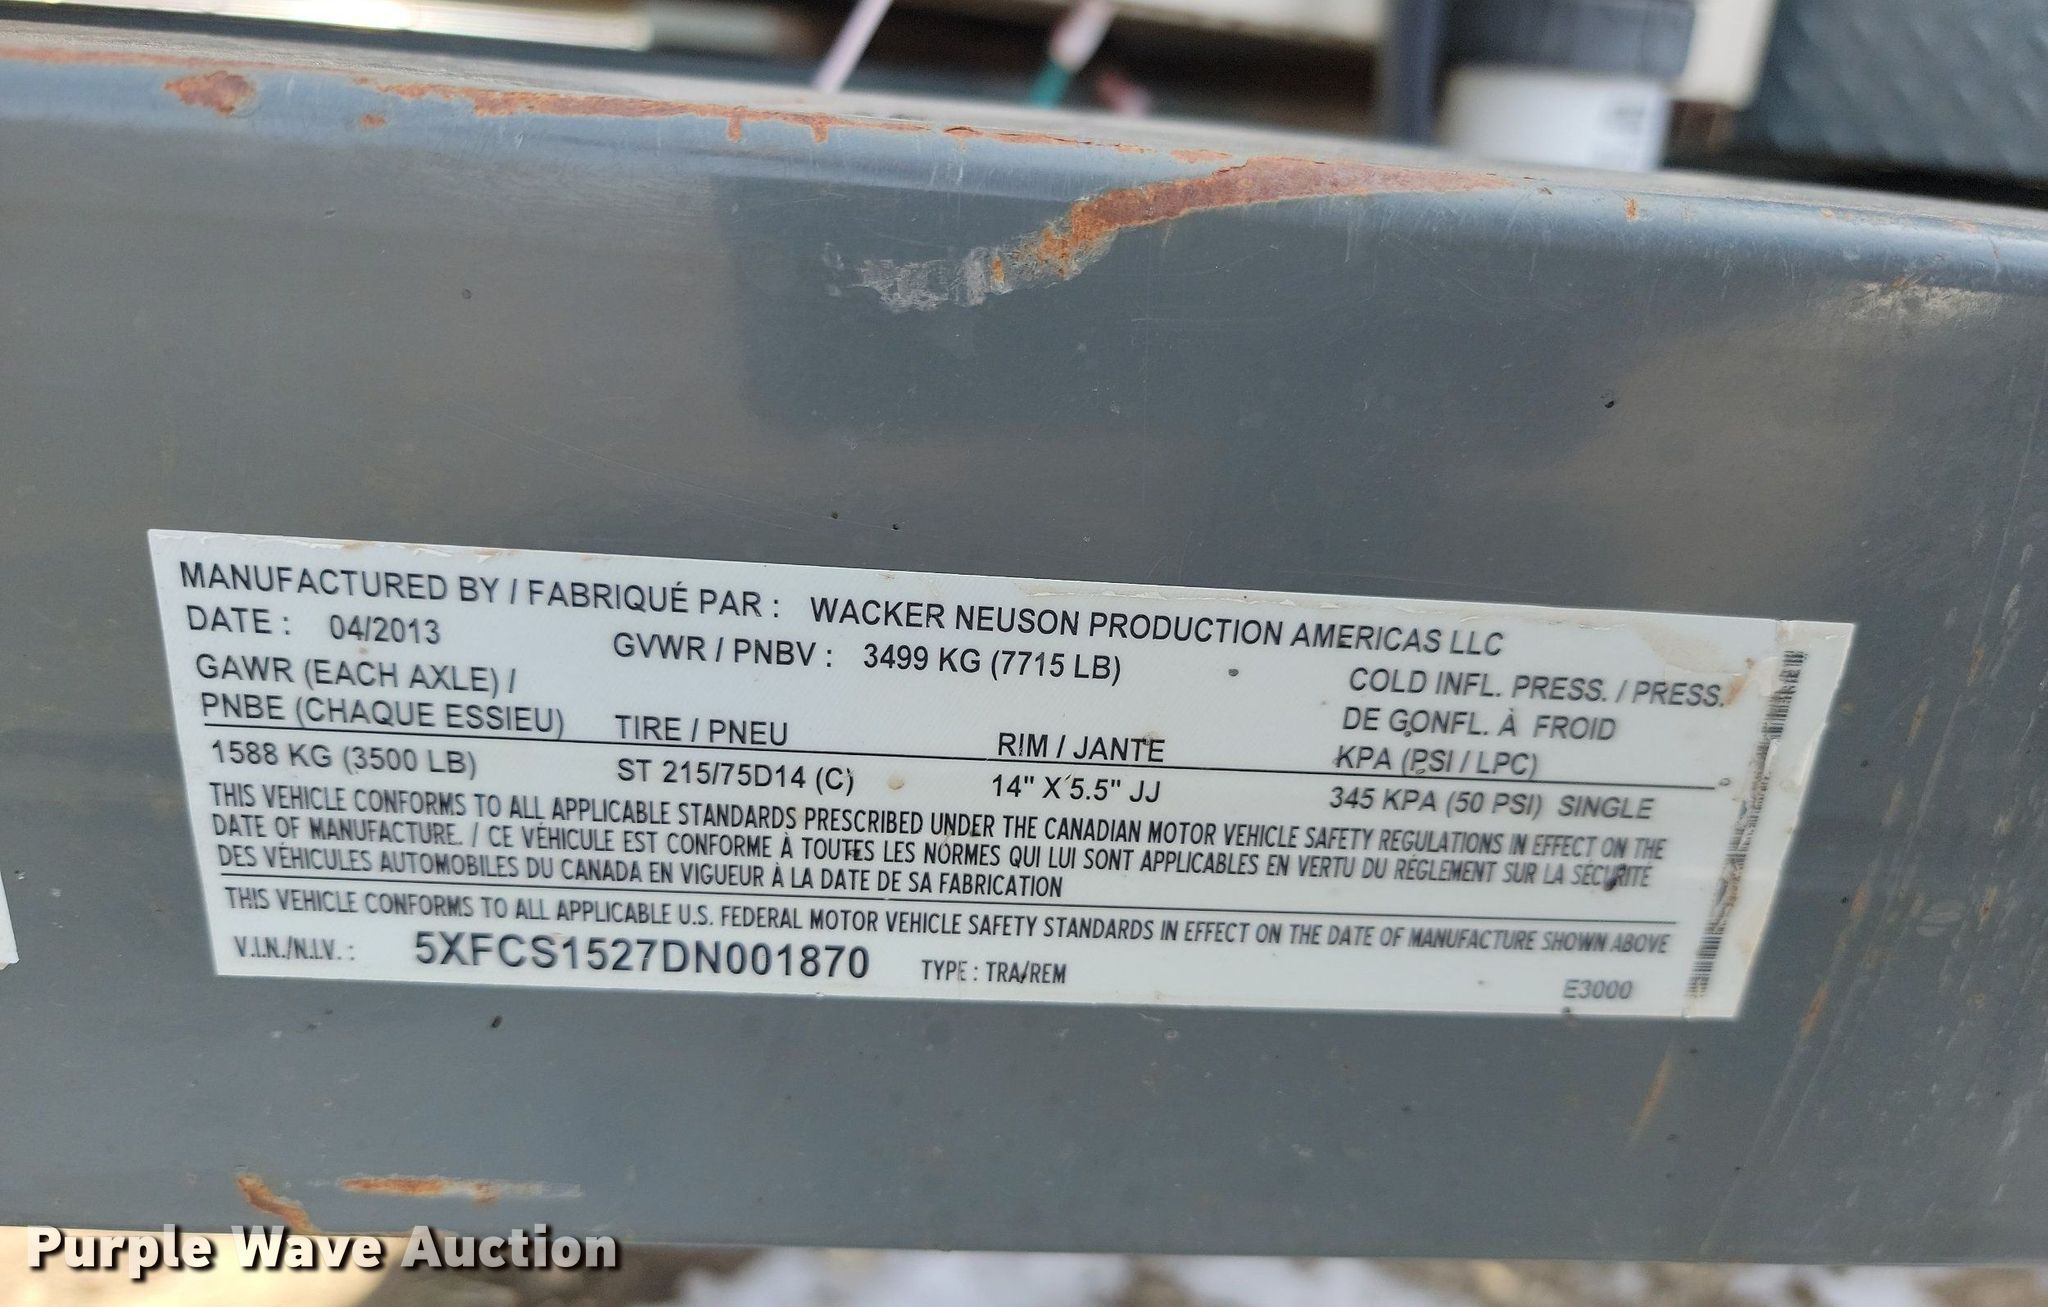 MANUFACTURED BY / FABRIQUÉ PAR : WACKER NEUSON PRODUCTION AMERICAS LLC
DATE : 04/2013 GVWR / PNBV : 3499 KG (7715 LB)
GAWR (EACH AXLE) / PNBE (CHAQUE ESSIEU) TIRE / PNEU RIM / JANTE COLD INFL. PRESS. / PRESS. DE GONFL. À FROID KPA (PSI / LPC)
1588 KG (3500 LB) ST 215/75D14 (C) 14" X 5.5" JJ 345 KPA (50 PSI) SINGLE
THIS VEHICLE CONFORMS TO ALL APPLICABLE STANDARDS PRESCRIBED UNDER THE CANADIAN MOTOR VEHICLE SAFETY REGULATIONS IN EFFECT ON THE
DATE OF MANUFACTURE. / CE VÉHICULE EST CONFORME À TOUTES LES NORMES QUI LUI SONT APPLICABLES EN VERTU DU RÉGLEMENT SUR LA SÉCURITÉ
DES VÉHICULES AUTOMOBILES DU CANADA EN VIGUEUR À LA DATE DE SA FABRICATION
THIS VEHICLE CONFORMS TO ALL APPLICABLE U.S. FEDERAL MOTOR VEHICLE SAFETY STANDARDS IN EFFECT ON THE DATE OF MANUFACTURE SHOWN ABOVE
V.I.N./N.I.V. : 5XFCS1527DN001870 TYPE : TRA/REM E3000
Purple Wave Auction